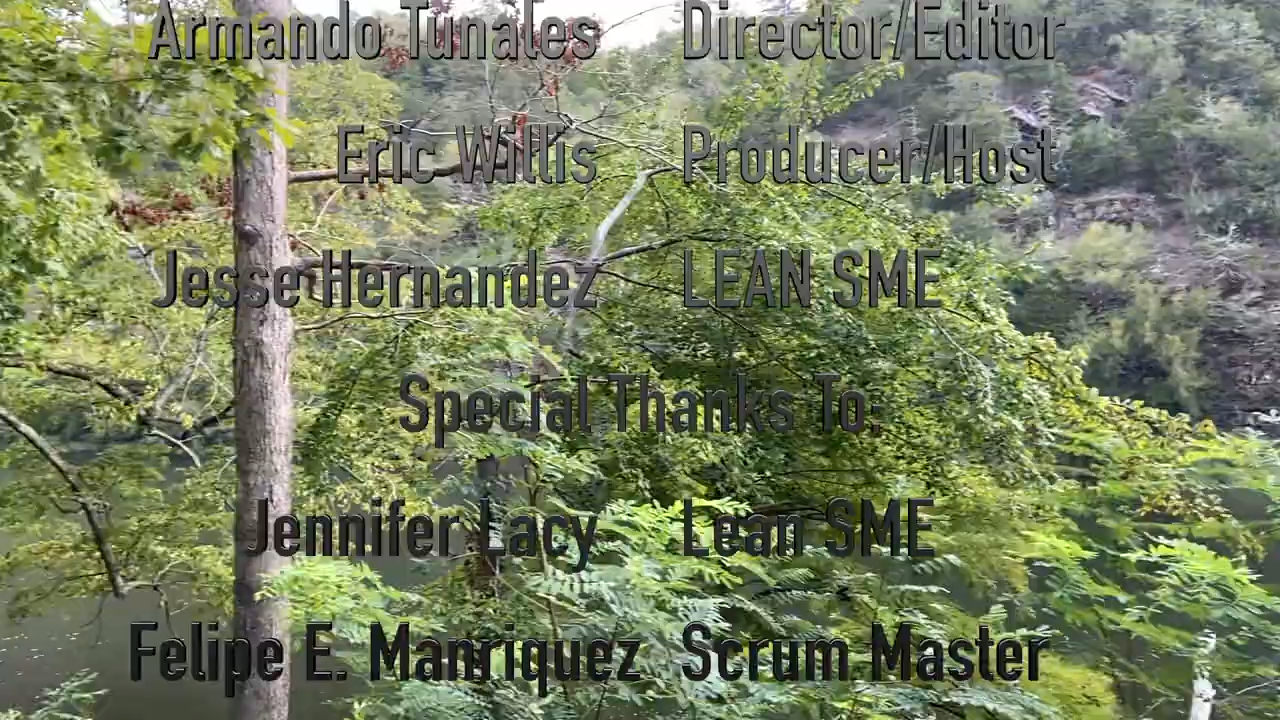 Armando Tunales Director/Editor
Eric Willis Producer/Host
Jesse Hernandez LEAN SME
Special Thanks To:
Jennifer Lacy Lean SME
Felipe E. Manriquez Scrum Master